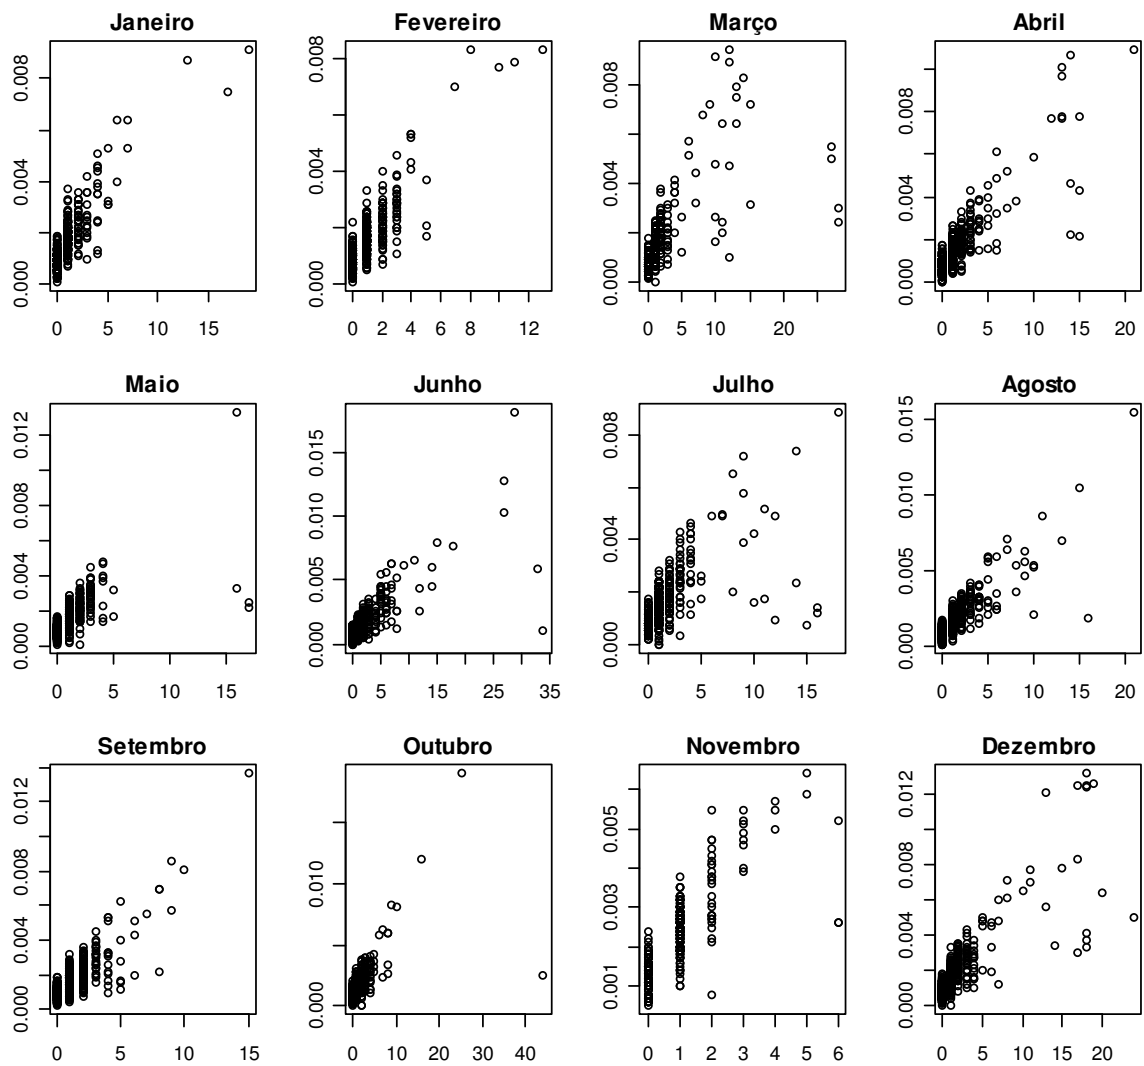 Janeiro
0.000 0.004 0.008
0 5 10 15
Fevereiro
0.000 0.004 0.008
0 2 4 6 8 12
Março
0.000 0.004 0.008
0 5 10 20
Abril
0.000 0.004 0.008
0 5 10 15 20
Maio
0.000 0.004 0.008 0.012
0 5 10 15
Junho
0.000 0.005 0.010 0.015
0 5 15 25 35
Julho
0.000 0.004 0.008
0 5 10 15
Agosto
0.000 0.005 0.010 0.015
0 5 10 15 20
Setembro
0.000 0.004 0.008 0.012
0 5 10 15
Outubro
0.000 0.010
0 10 20 30 40
Novembro
0.001 0.003 0.005
0 1 2 3 4 5 6
Dezembro
0.000 0.004 0.008 0.012
0 5 10 20